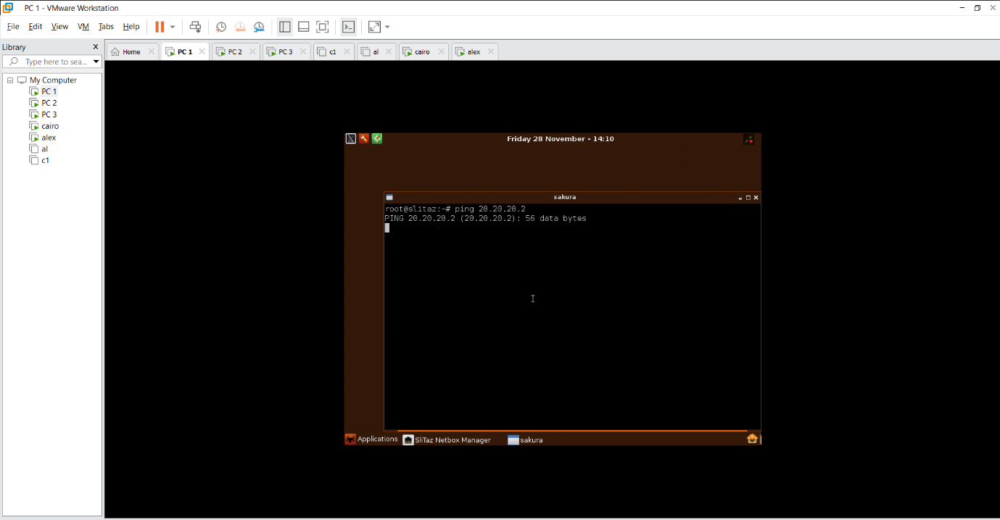 PC 1 - VMware Workstation
File Edit View VM Tabs Help
Library
Type here to sea...
Home PC 1 PC 2 PC 3 c1 al cairo alex
My Computer
PC 1
PC 2
PC 3
cairo
alex
al
c1
Friday 28 November - 14:10
sakura
root@slitaz:~# ping 20.20.20.2
PING 20.20.20.2 (20.20.20.2): 56 data bytes
Applications SliTaz Netbox Manager sakura